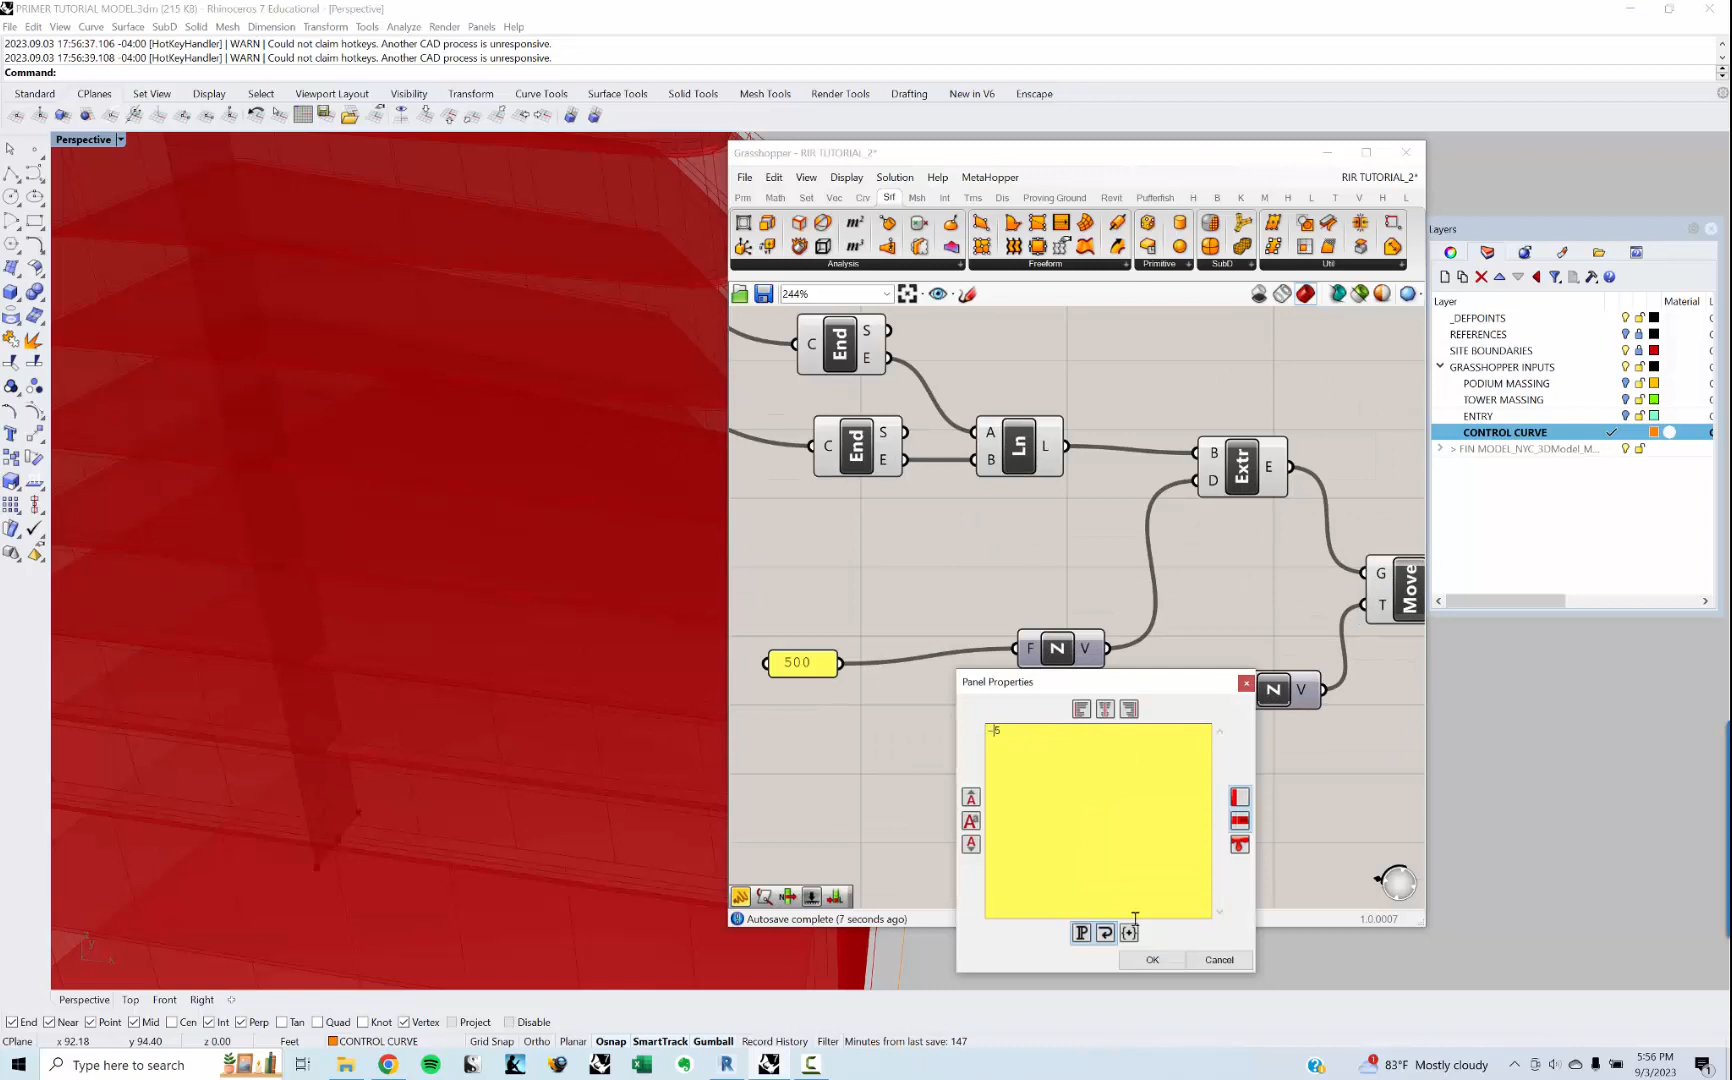 PRIMER TUTORIAL MODEL.3dm (215 KB) - Rhinoceros 7 Educational - [Perspective]
File Edit View Curve Surface SubD Solid Mesh Dimension Transform Tools Analyze Render Panels Help
2023.09.03 17:56:37.106 -04:00 [HotKeyHandler] | WARN | Could not claim hotkeys. Another CAD process is unresponsive.
2023.09.03 17:56:39.108 -04:00 [HotKeyHandler] | WARN | Could not claim hotkeys. Another CAD process is unresponsive.
Command:
Standard CPlanes Set View Display Select Viewport Layout Visibility Transform Curve Tools Surface Tools Solid Tools Mesh Tools Render Tools Drafting New in V6 Enscape
Perspective
Grasshopper - RIR TUTORIAL_2*
File Edit View Display Solution Help MetaHopper RIR TUTORIAL_2*
Prm Math Set Vec Crv Srf Msh Int Trns Dis Proving Ground Revit Pufferfish H B K M H L T V H L
Analysis Freeform Primitive SubD Util
244%
C End S E
C End S E
A B Ln L
B D Extr E
G T Move
500
F Z V
Z V
Panel Properties
-5
OK Cancel
Autosave complete (7 seconds ago)
1.0.0007
Layers
Layer Material L
_DEFPOINTS
REFERENCES
SITE BOUNDARIES
GRASSHOPPER INPUTS
PODIUM MASSING
TOWER MASSING
ENTRY
CONTROL CURVE
> FIN MODEL_NYC_3DModel_M...
Perspective Top Front Right
End Near Point Mid Cen Int Perp Tan Quad Knot Vertex Project Disable
CPlane x 92.18 y 94.40 z 0.00 Feet CONTROL CURVE Grid Snap Ortho Planar Osnap SmartTrack Gumball Record History Filter Minutes from last save: 147
Type here to search
83°F Mostly cloudy
5:56 PM
9/3/2023